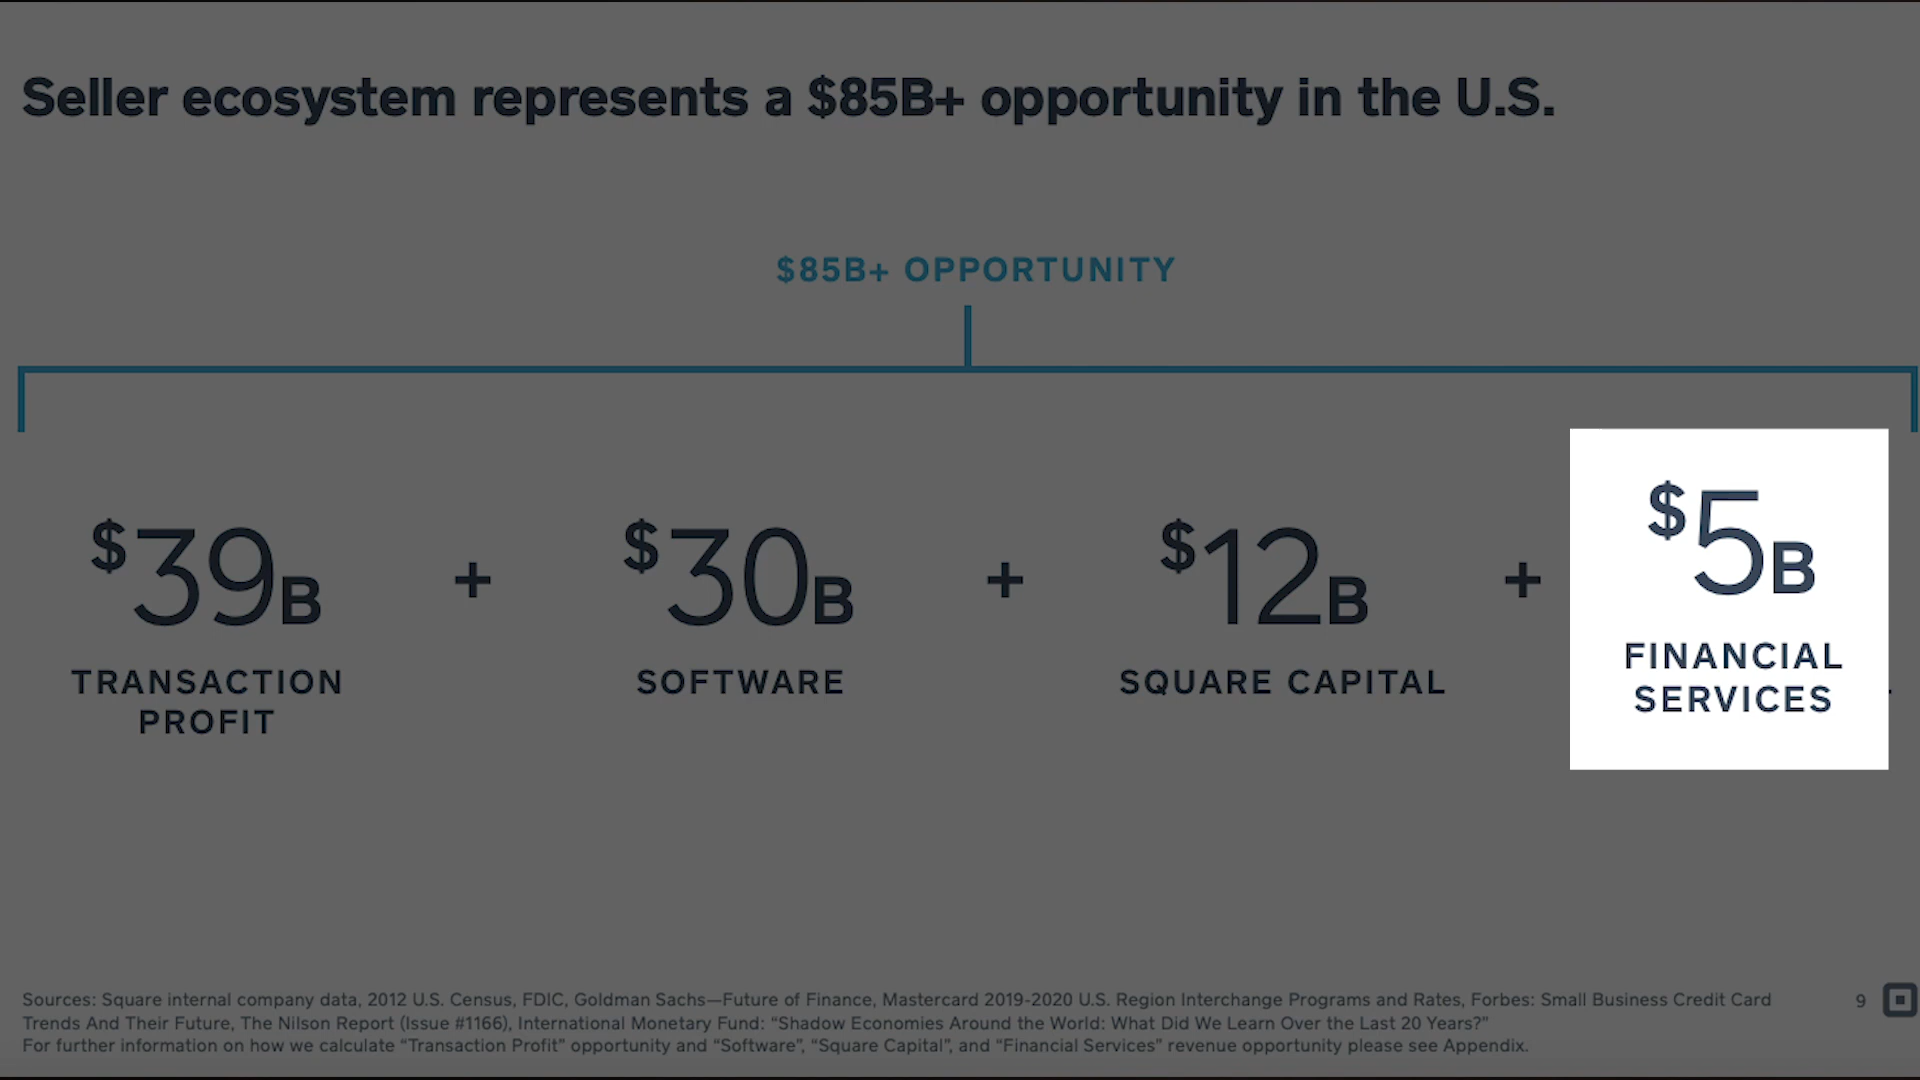 Seller ecosystem represents a $85B+ opportunity in the U.S.
$85B+ OPPORTUNITY
$39B + $30B + $12B + $5B
TRANSACTION PROFIT
SOFTWARE
SQUARE CAPITAL
FINANCIAL SERVICES
Sources: Square internal company data, 2012 U.S. Census, FDIC, Goldman Sachs—Future of Finance, Mastercard 2019-2020 U.S. Region Interchange Programs and Rates, Forbes: Small Business Credit Card
Trends And Their Future, The Nilson Report (Issue #1166), International Monetary Fund: “Shadow Economies Around the World: What Did We Learn Over the Last 20 Years?”
For further information on how we calculate “Transaction Profit” opportunity and “Software”, “Square Capital”, and “Financial Services” revenue opportunity please see Appendix.
9